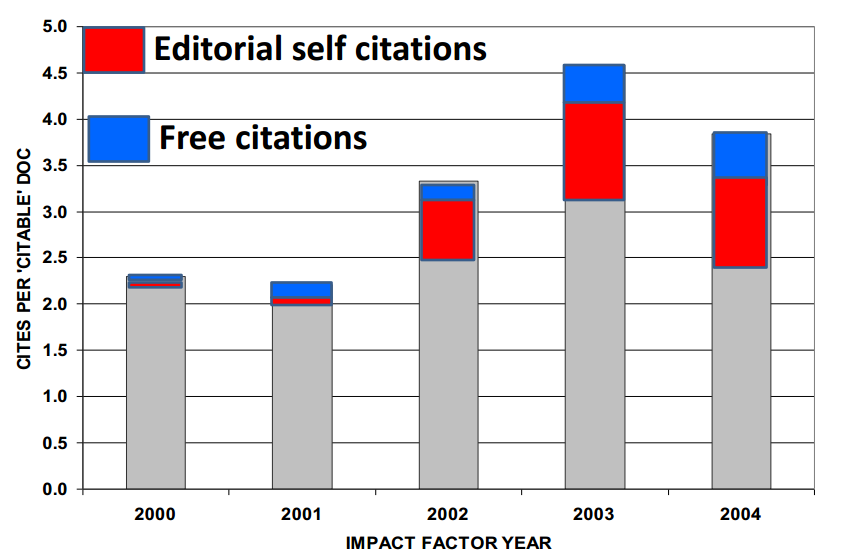 5.0
Editorial self citations
4.5
4.0
Free citations
3.5
3.0
2.5
2.0
1.5
1.0
0.5
0.0
CITES PER 'CITABLE' DOC
2000 2001 2002 2003 2004
IMPACT FACTOR YEAR